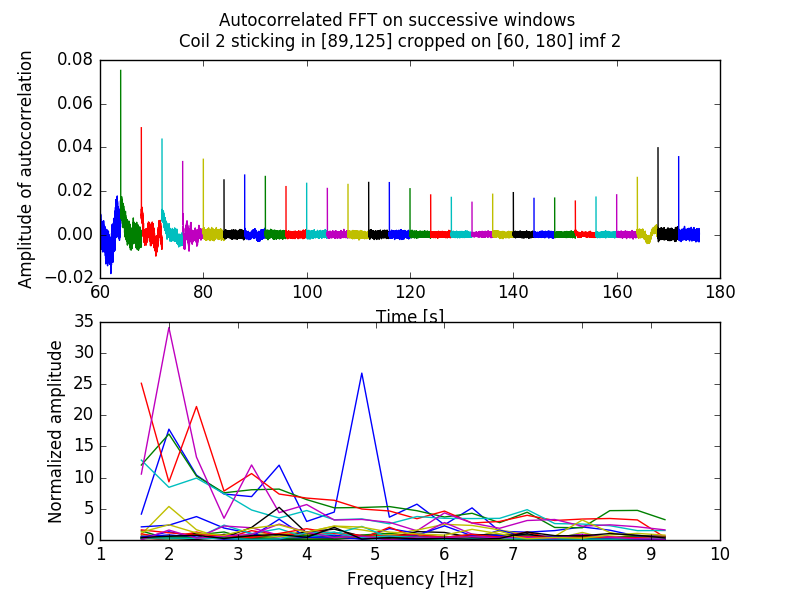 Autocorrelated FFT on successive windows
Coil 2 sticking in [89,125] cropped on [60, 180] imf 2
Amplitude of autocorrelation
0.08
0.06
0.04
0.02
0.00
−0.02
60 80 100 120 140 160 180
Time [s]
Normalized amplitude
35
30
25
20
15
10
5
0
1 2 3 4 5 6 7 8 9 10
Frequency [Hz]